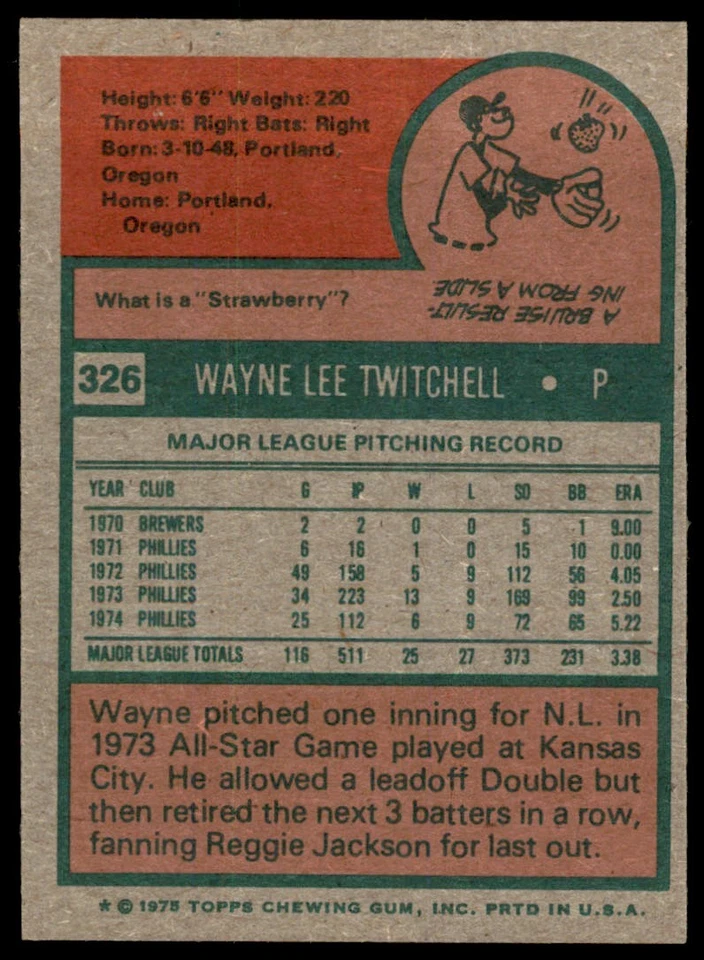 Height: 6'6" Weight: 220
Throws: Right Bats: Right
Born: 3-10-48, Portland,
Oregon
Home: Portland,
Oregon
What is a "Strawberry"?
A BRUISE RESULT-
ING FROM A SLIDE
326 WAYNE LEE TWITCHELL • P
MAJOR LEAGUE PITCHING RECORD
YEAR CLUB G IP W L SO BB ERA
1970 BREWERS 2 2 0 0 5 1 9.00
1971 PHILLIES 6 16 1 0 15 10 0.00
1972 PHILLIES 49 158 5 9 112 56 4.05
1973 PHILLIES 34 223 13 9 169 99 2.50
1974 PHILLIES 25 112 6 9 72 65 5.22
MAJOR LEAGUE TOTALS 116 511 25 27 373 231 3.38
Wayne pitched one inning for N.L. in
1973 All-Star Game played at Kansas
City. He allowed a leadoff Double but
then retired the next 3 batters in a row,
fanning Reggie Jackson for last out.
* © 1975 TOPPS CHEWING GUM, INC. PRTD IN U.S.A.